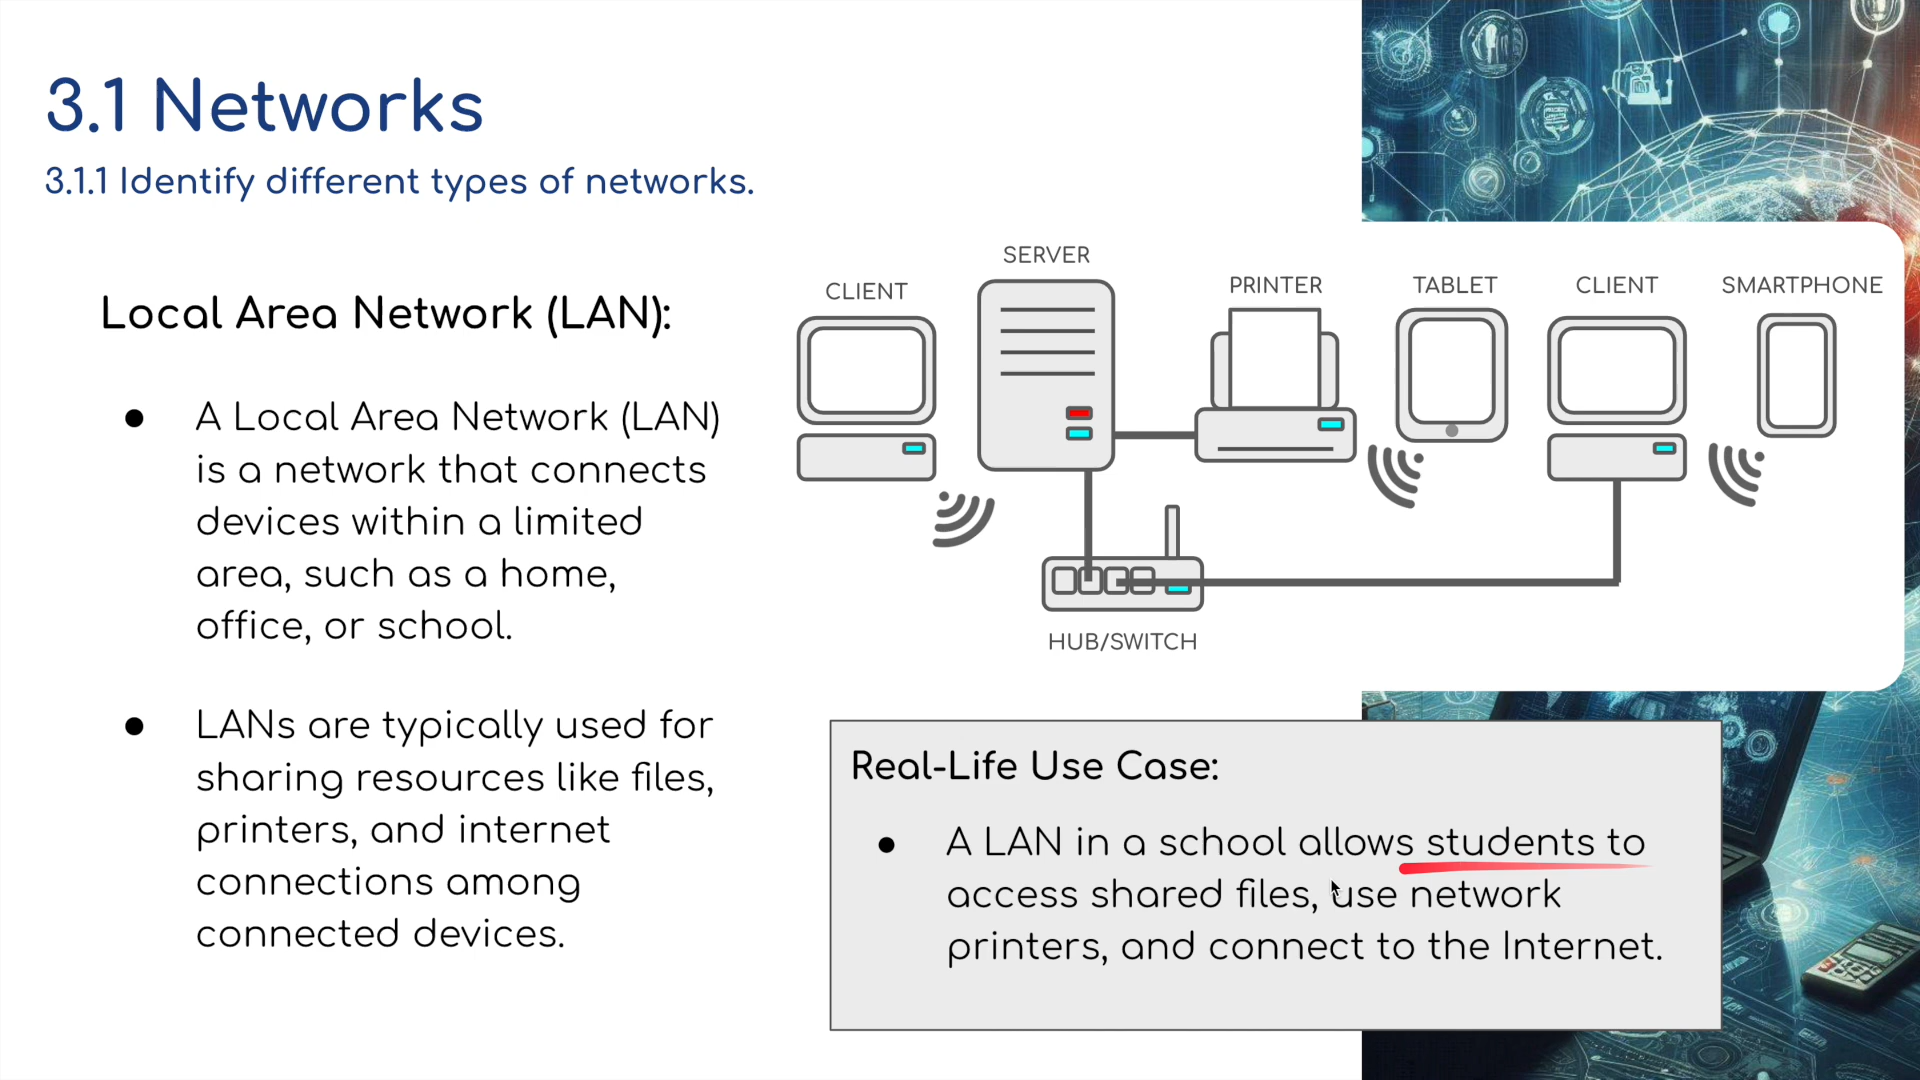 3.1 Networks
3.1.1 Identify different types of networks.
Local Area Network (LAN):
● A Local Area Network (LAN)
is a network that connects
devices within a limited
area, such as a home,
office, or school.
● LANs are typically used for
sharing resources like files,
printers, and internet
connections among
connected devices.
CLIENT
SERVER
PRINTER
TABLET
CLIENT
SMARTPHONE
HUB/SWITCH
Real-Life Use Case:
● A LAN in a school allows students to
access shared files, use network
printers, and connect to the Internet.